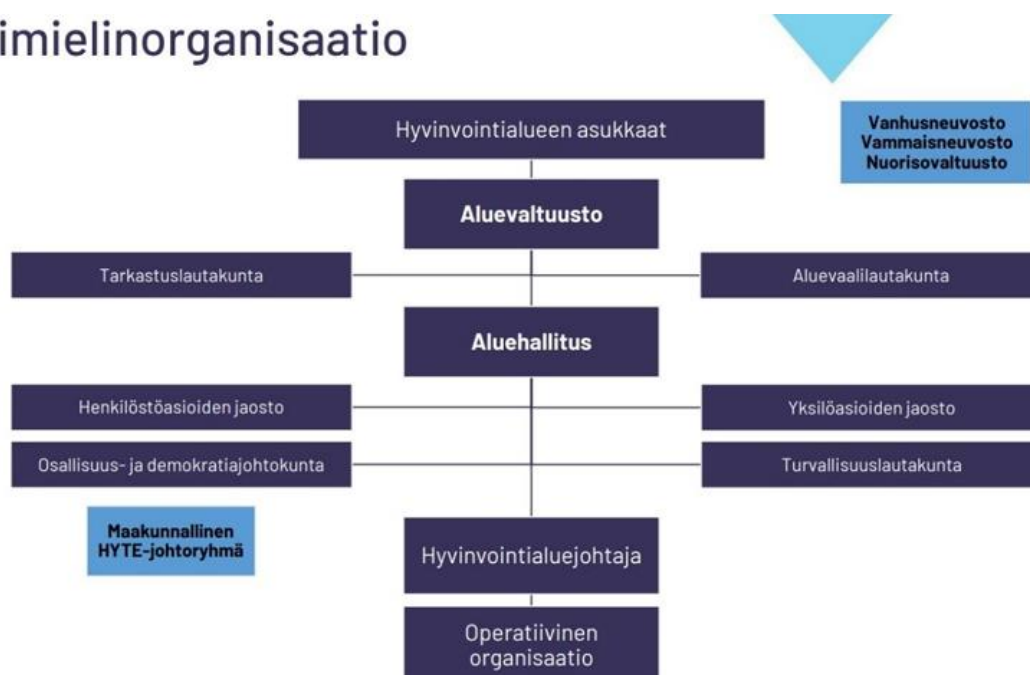 imielinorganisaatio
Hyvinvointialueen asukkaat
Vanhusneuvosto
Vammaisneuvosto
Nuorisovaltuusto
Aluevaltuusto
Tarkastuslautakunta
Aluevaalilautakunta
Aluehallitus
Henkilöstöasioiden jaosto
Yksilöasioiden jaosto
Osallisuus- ja demokratiajohtokunta
Turvallisuuslautakunta
Maakunnallinen
HYTE-johtoryhmä
Hyvinvointialuejohtaja
Operatiivinen
organisaatio